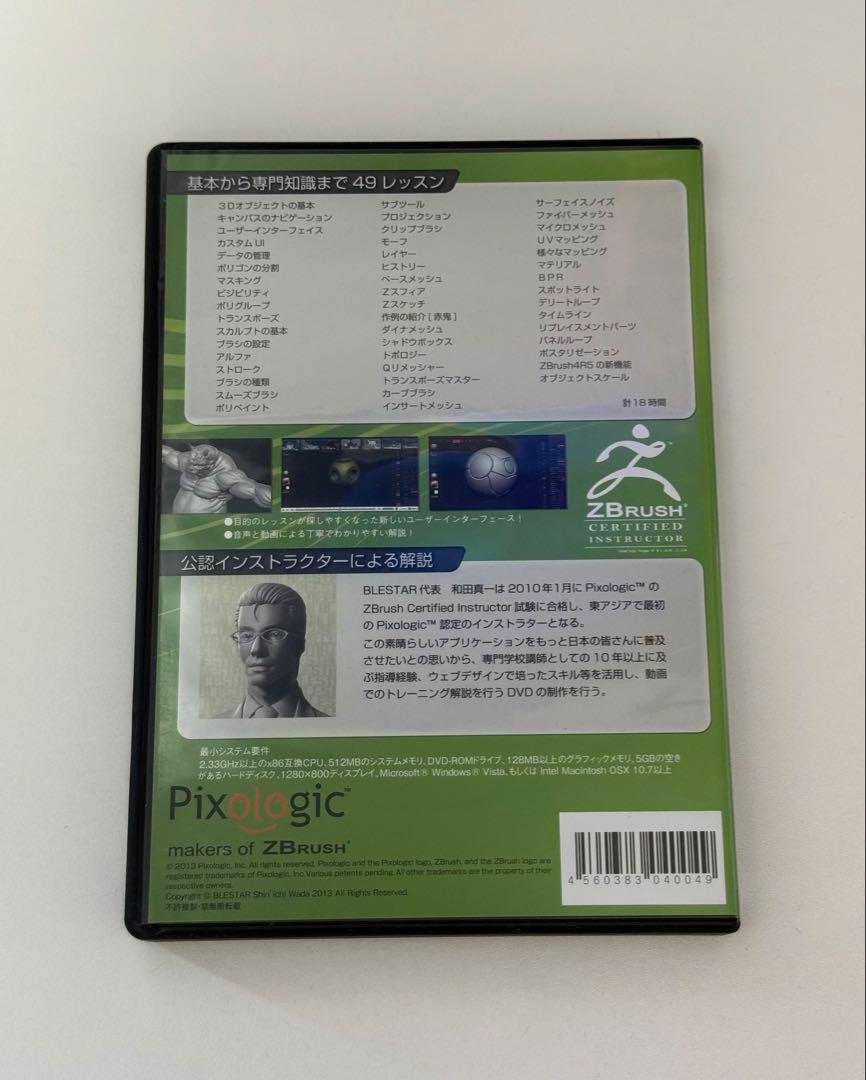 基本から専門知識まで 49 レッスン
3Dオブジェクトの基本
キャンバスのナビゲーション
ユーザーインターフェイス
カスタム UI
データの管理
ポリゴンの分割
マスキング
ビジビリティ
ポリグループ
トランスポーズ
スカルプトの基本
ブラシの設定
アルファ
ストローク
ブラシの種類
スムーズブラシ
ポリペイント
サブツール
プロジェクション
クリップブラシ
モーフ
レイヤー
ヒストリー
ベースメッシュ
Zスフィア
Zスケッチ
作例の紹介 [ 赤鬼 ]
ダイナメッシュ
シャドウボックス
トポロジー
Qリメッシャー
トランスポーズマスター
カーブブラシ
インサートメッシュ
サーフェイスノイズ
ファイバーメッシュ
マイクロメッシュ
UVマッピング
様々なマッピング
マテリアル
BPR
スポットライト
デリートループ
タイムライン
リプレイスメントパーツ
パネルループ
ポスタリゼーション
ZBrush4R5 の新機能
オブジェクトスケール
計18時間
●目的のレッスンが探しやすくなった新しいユーザーインターフェース!
●音声と動画による丁寧でわかりやすい解説!
ZBRUSH®
CERTIFIED
INSTRUCTOR
公認インストラクターによる解説
BLESTAR 代表 和田真一は 2010 年1月に Pixologic™ の
ZBrush Certified Instructor 試験に合格し、東アジアで最初
の Pixologic™ 認定のインストラクターとなる。
この素晴らしいアプリケーションをもっと日本の皆さんに普及
させたいとの思いから、専門学校講師としての 10 年以上に及
ぶ指導経験、ウェブデザインで培ったスキル等を活用し、動画
でのトレーニング解説を行う DVD の制作を行う。
最小システム要件
2.33GHz以上のx86互換CPU、512MBのシステムメモリ、DVD-ROMドライブ、128MB以上のグラフィックメモリ、5GBの空き
があるハードディスク、1280×800ディスプレイ、Microsoft® Windows® Vista、もしくは Intel Macintosh OSX 10.7以上
Pixologic™
makers of ZBRUSH®
©2013 Pixologic, Inc. All rights reserved, Pixologic and the Pixologic logo, ZBrush, and the ZBrush logo are
registered trademarks of Pixologic, Inc.Various patents pending. All other trademarks are the property of their
respective owners.
Copyright © BLESTAR Shin'ichi Wada 2013 All Rights Reserved.
不許複製・禁無断転載
4 560383 040049